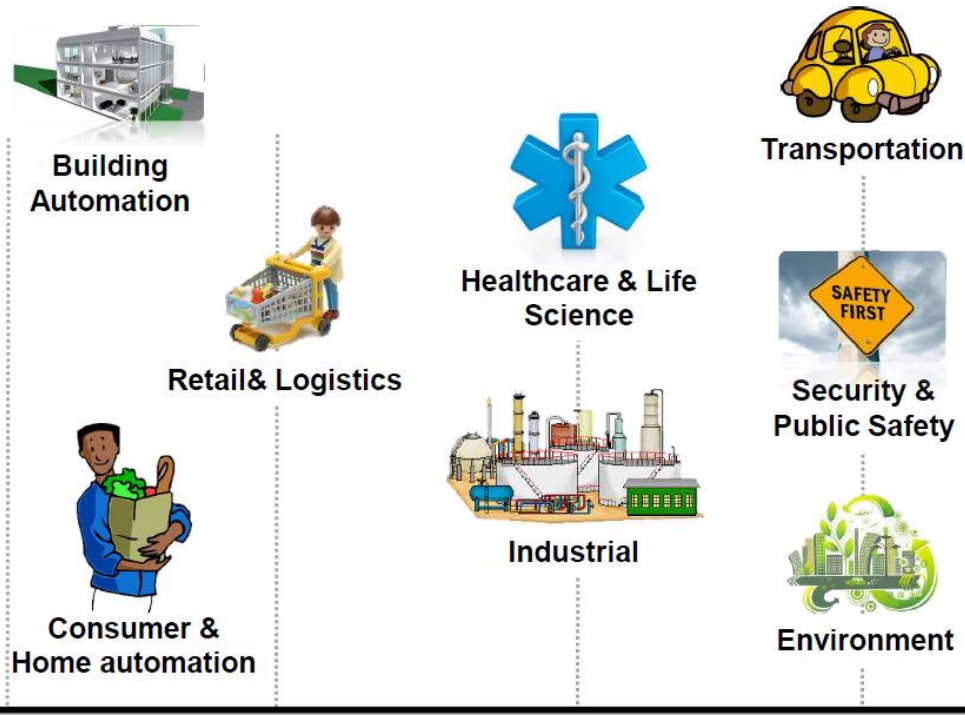 Building
Automation
Retail& Logistics
Consumer &
Home automation
Healthcare & Life
Science
Industrial
Transportation
SAFETY
FIRST
Security &
Public Safety
Environment